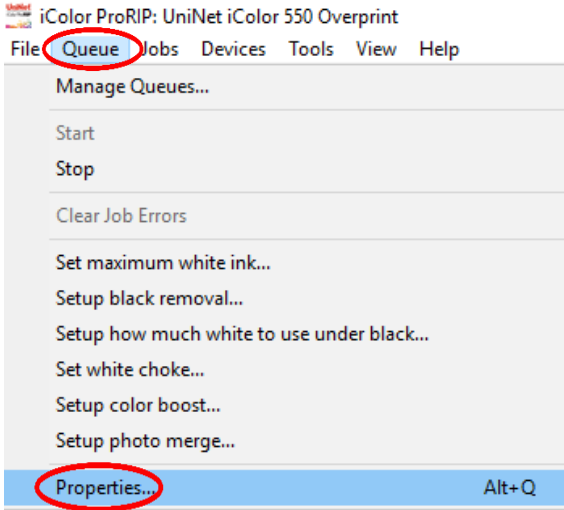 UniNet iColor ProRIP: UniNet iColor 550 Overprint
File Queue Jobs Devices Tools View Help
Manage Queues...
Start
Stop
Clear Job Errors
Set maximum white ink...
Setup black removal...
Setup how much white to use under black...
Set white choke...
Setup color boost...
Setup photo merge...
Properties... Alt+Q